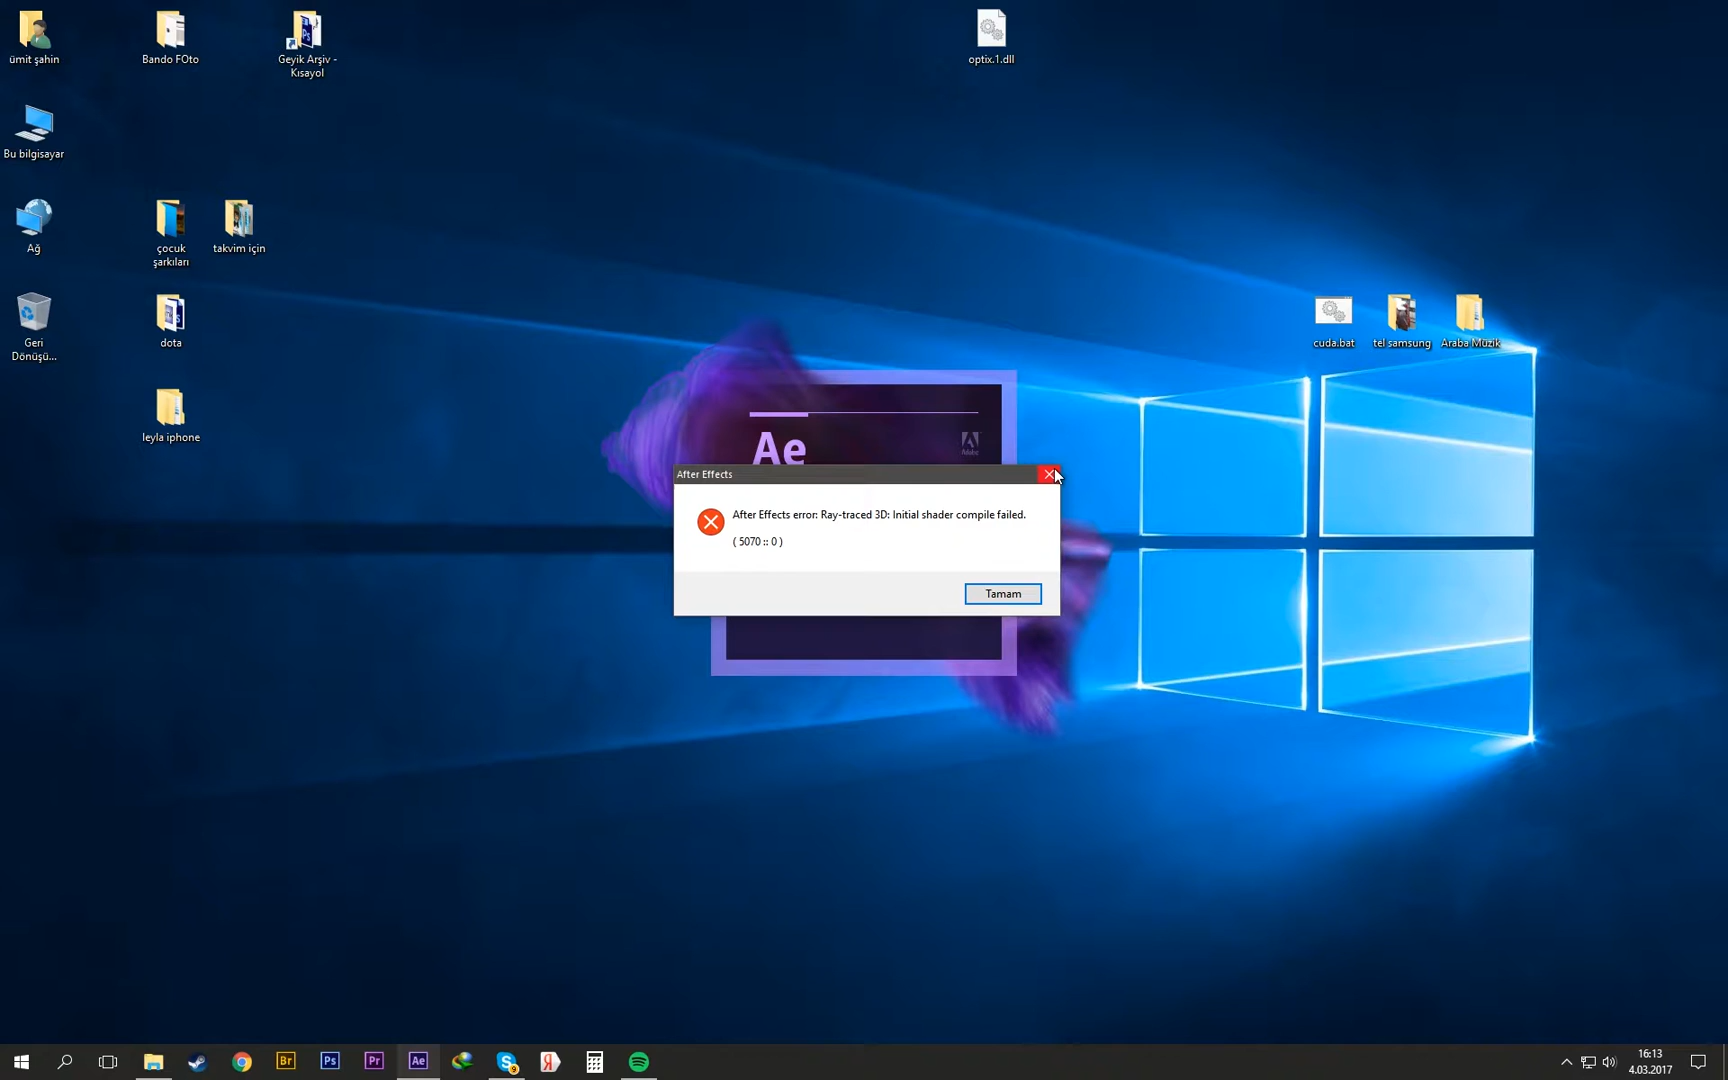 ümit şahin
Bando FOto
Geyik Arşiv -
Kısayol
optix.1.dll
Bu bilgisayar
Ağ
çocuk
şarkıları
takvim için
Geri
Dönüşü...
dota
cuda.bat
tel samsung
Araba Müzik
leyla iphone
Ae
Adobe
After Effects
After Effects error: Ray-traced 3D: Initial shader compile failed.
( 5070 :: 0 )
Tamam
Br
Ps
Pr
Ae
9
16:13
4.03.2017